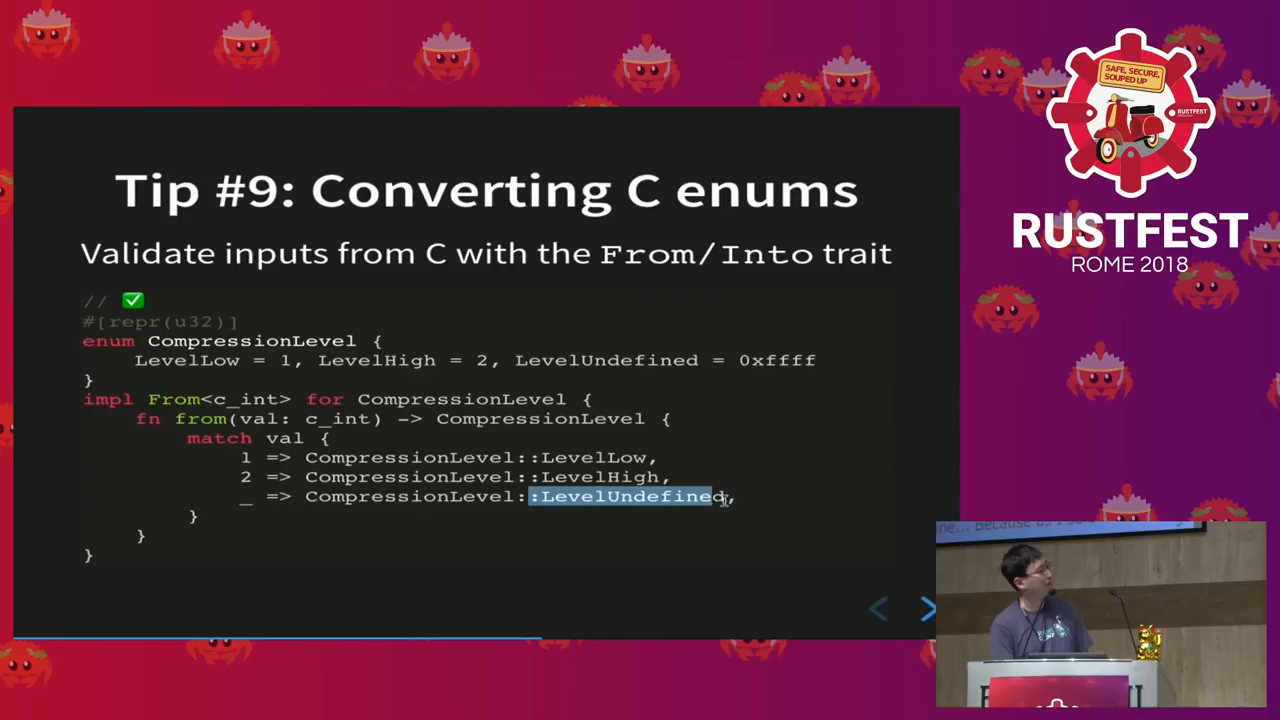 Tip #9: Converting C enums
Validate inputs from C with the From/Into trait
// ✅
#[repr(u32)]
enum CompressionLevel {
LevelLow = 1, LevelHigh = 2, LevelUndefined = 0xffff
}
impl From<c_int> for CompressionLevel {
fn from(val: c_int) -> CompressionLevel {
match val {
1 => CompressionLevel::LevelLow,
2 => CompressionLevel::LevelHigh,
_ => CompressionLevel::LevelUndefined,
}
}
}
SAFE, SECURE,
SOUPED UP
RUSTFEST
RUSTFEST
ROME 2018
Because as I